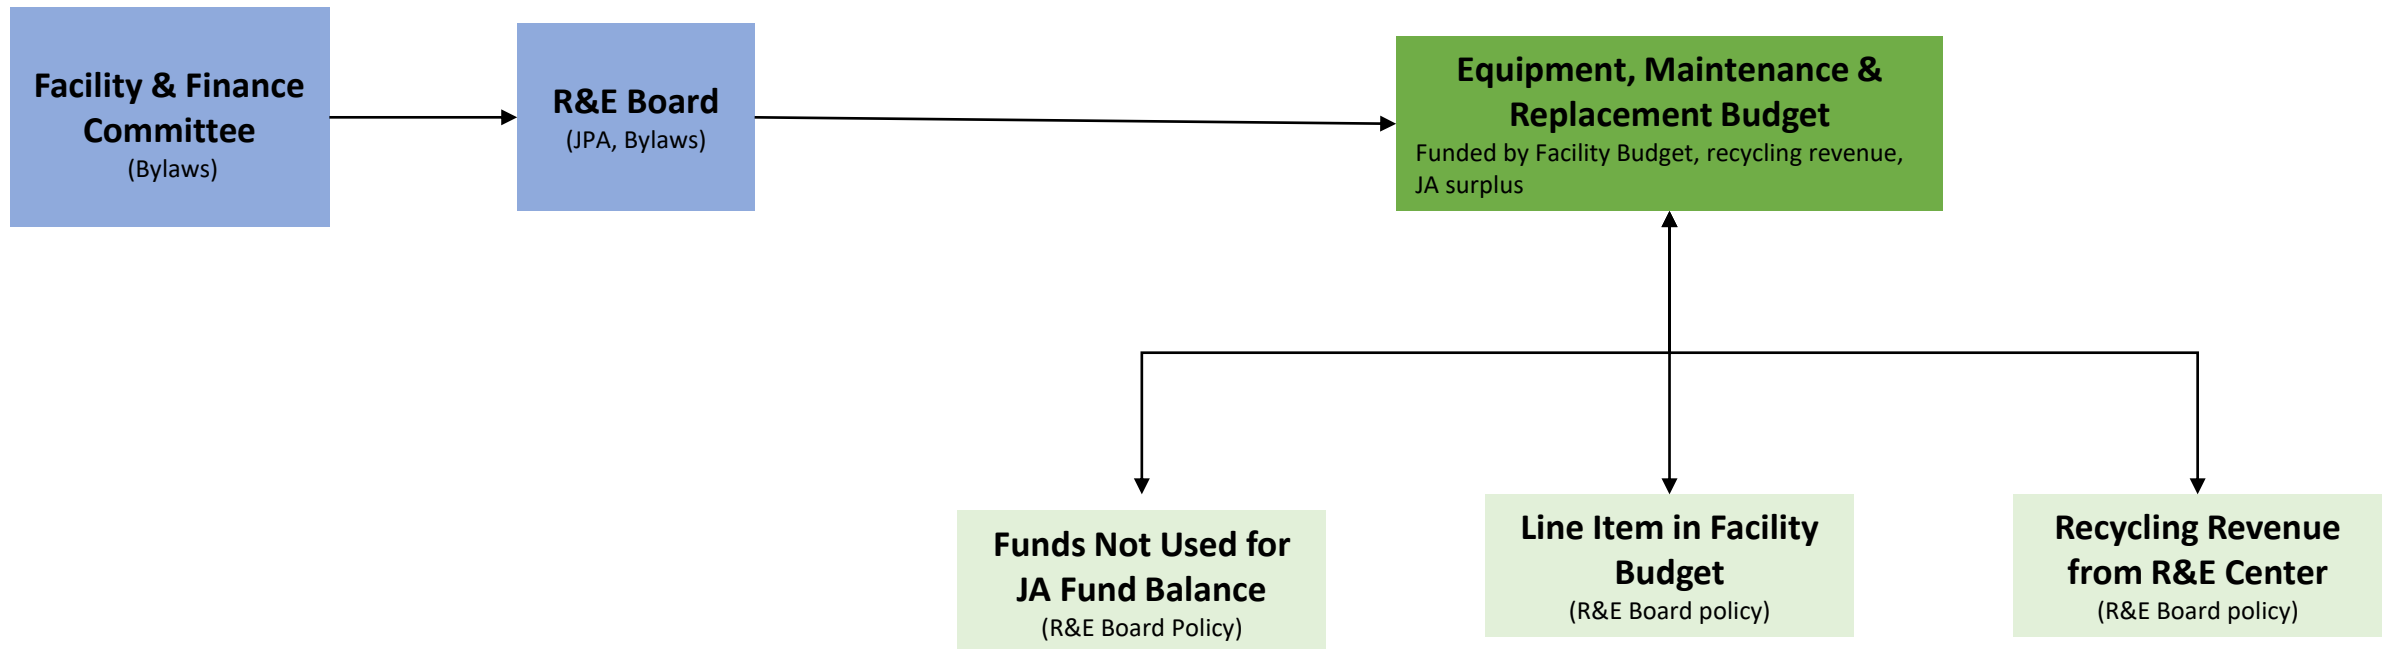 Facility & Finance
Committee
(Bylaws)
R&E Board
(JPA, Bylaws)
Equipment, Maintenance &
Replacement Budget
Funded by Facility Budget, recycling revenue,
JA surplus
Funds Not Used for
JA Fund Balance
(R&E Board Policy)
Line Item in Facility
Budget
(R&E Board policy)
Recycling Revenue
from R&E Center
(R&E Board policy)